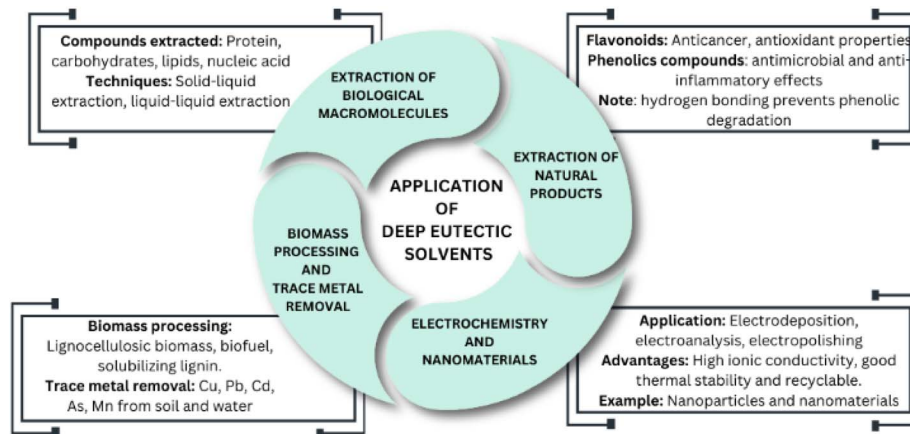 Compounds extracted: Protein,
carbohydrates, lipids, nucleic acid
Techniques: Solid-liquid
extraction, liquid-liquid extraction
EXTRACTION OF
BIOLOGICAL
MACROMOLECULES
Flavonoids: Anticancer, antioxidant properties
Phenolics compounds: antimicrobial and anti-
inflammatory effects
Note: hydrogen bonding prevents phenolic
degradation
EXTRACTION OF
NATURAL
PRODUCTS
APPLICATION
OF
DEEP EUTECTIC
SOLVENTS
BIOMASS
PROCESSING
AND
TRACE METAL
REMOVAL
ELECTROCHEMISTRY
AND
NANOMATERIALS
Biomass processing:
Lignocellulosic biomass, biofuel,
solubilizing lignin.
Trace metal removal: Cu, Pb, Cd,
As, Mn from soil and water
Application: Electrodeposition,
electroanalysis, electropolishing
Advantages: High ionic conductivity, good
thermal stability and recyclable.
Example: Nanoparticles and nanomaterials